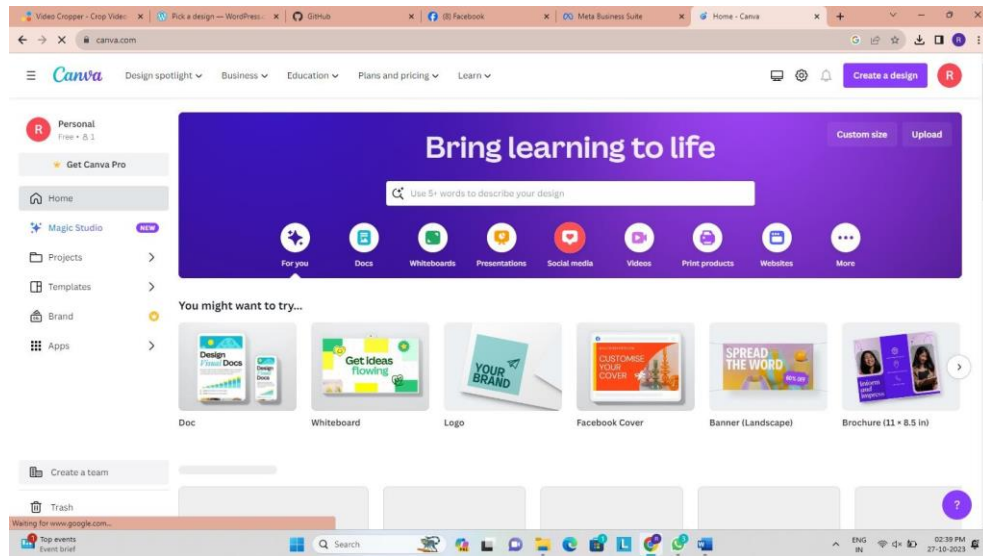 Video Cropper - Crop Video
Pick a design — WordPress.
GitHub
(8) Facebook
Meta Business Suite
Home - Canva
canva.com
Canva
Design spotlight
Business
Education
Plans and pricing
Learn
Create a design
R
R
Personal
Free • 1
Get Canva Pro
Home
Magic Studio NEW
Projects
Templates
Brand
Apps
Create a team
Trash
Bring learning to life
Custom size
Upload
Use 5+ words to describe your design
For you
Docs
Whiteboards
Presentations
Social media
Videos
Print products
Websites
More
You might want to try...
Design
Visual Docs
Get ideas
flowing
YOUR
BRAND
CUSTOMISE
YOUR
COVER
SPREAD
THE WORD
Inform
and
impress
Doc
Whiteboard
Logo
Facebook Cover
Banner (Landscape)
Brochure (11 × 8.5 in)
?
Waiting for www.google.com...
Top events
Event brief
Search
ENG
IN
02:39 PM
27-10-2023